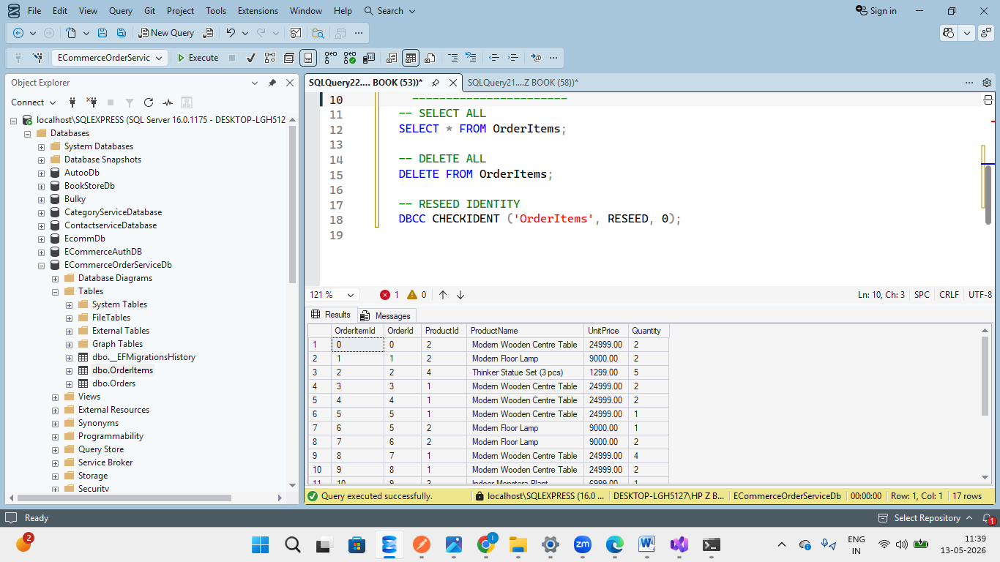 File Edit View Query Git Project Tools Extensions Window Help Search Sign in
New Query
ECommerceOrderServic Execute
Object Explorer
Connect
localhost\SQLEXPRESS (SQL Server 16.0.1175 - DESKTOP-LGH512
Databases
System Databases
Database Snapshots
AutooDb
BookStoreDb
Bulky
CategoryServiceDatabase
ContactserviceDatabase
EcommDb
ECommerceAuthDB
ECommerceOrderServiceDb
Database Diagrams
Tables
System Tables
FileTables
External Tables
Graph Tables
dbo.__EFMigrationsHistory
dbo.OrderItems
dbo.Orders
Views
External Resources
Synonyms
Programmability
Query Store
Service Broker
Storage
Security
SQLQuery22.... BOOK (53))* SQLQuery21....Z BOOK (58))*
10 -----------------------
11 -- SELECT ALL
12 SELECT * FROM OrderItems;
13
14 -- DELETE ALL
15 DELETE FROM OrderItems;
16
17 -- RESEED IDENTITY
18 DBCC CHECKIDENT ('OrderItems', RESEED, 0);
19
121 % 1 0 Ln: 10, Ch: 3 SPC CRLF UTF-8
Results Messages
OrderItemId OrderId ProductId ProductName UnitPrice Quantity
1 0 0 2 Modern Wooden Centre Table 24999.00 2
2 1 1 2 Modern Floor Lamp 9000.00 2
3 2 2 4 Thinker Statue Set (3 pcs) 1299.00 5
4 3 3 1 Modern Wooden Centre Table 24999.00 2
5 4 4 1 Modern Wooden Centre Table 24999.00 2
6 5 5 1 Modern Wooden Centre Table 24999.00 1
7 6 5 2 Modern Floor Lamp 9000.00 1
8 7 6 2 Modern Floor Lamp 9000.00 2
9 8 7 1 Modern Wooden Centre Table 24999.00 4
10 9 8 1 Modern Wooden Centre Table 24999.00 2
11 10 9 3 Indoor Monstera Plant 6999.00 1
Query executed successfully. localhost\SQLEXPRESS (16.0 ... DESKTOP-LGH5127\HP Z B... ECommerceOrderServiceDb 00:00:00 Row: 1, Col: 1 17 rows
Ready Select Repository 1
2 1 zm W ENG 11:39
IN 13-05-2026